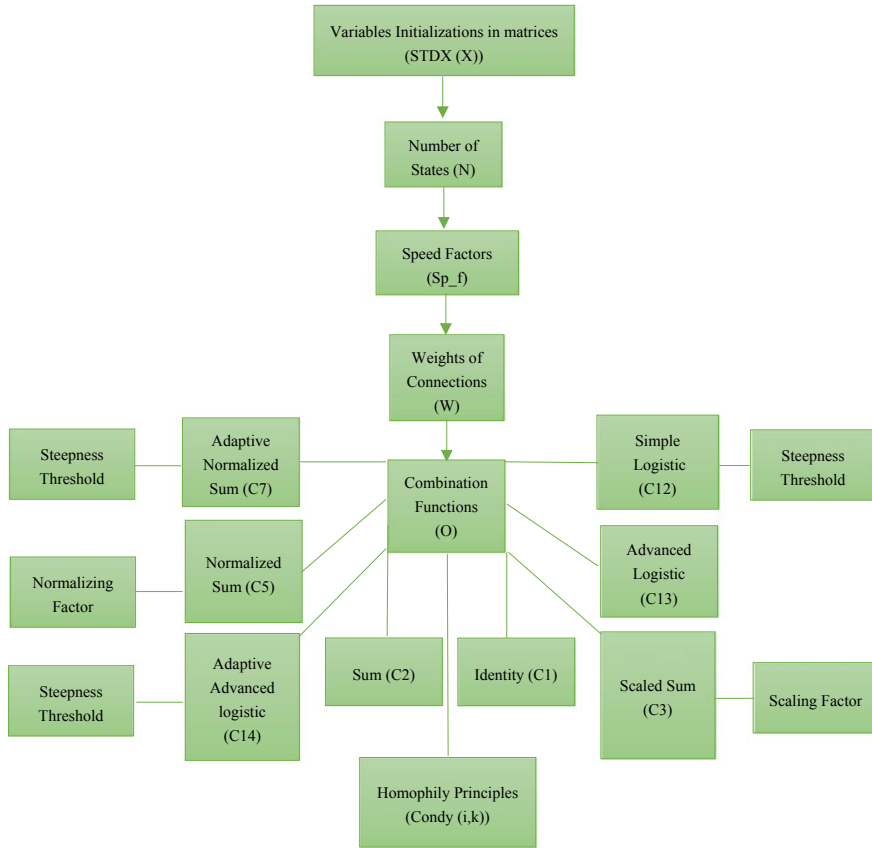 Variables Initializations in matrices
(STDX (X))
Number of
States (N)
Speed Factors
(Sp_f)
Weights of
Connections
(W)
Steepness
Threshold
Adaptive
Normalized
Sum (C7)
Combination
Functions
(O)
Simple
Logistic
(C12)
Steepness
Threshold
Normalizing
Factor
Normalized
Sum (C5)
Advanced
Logistic
(C13)
Steepness
Threshold
Adaptive
Advanced
logistic
(C14)
Sum (C2)
Identity (C1)
Scaled Sum
(C3)
Scaling Factor
Homophily Principles
(Condy (i,k))